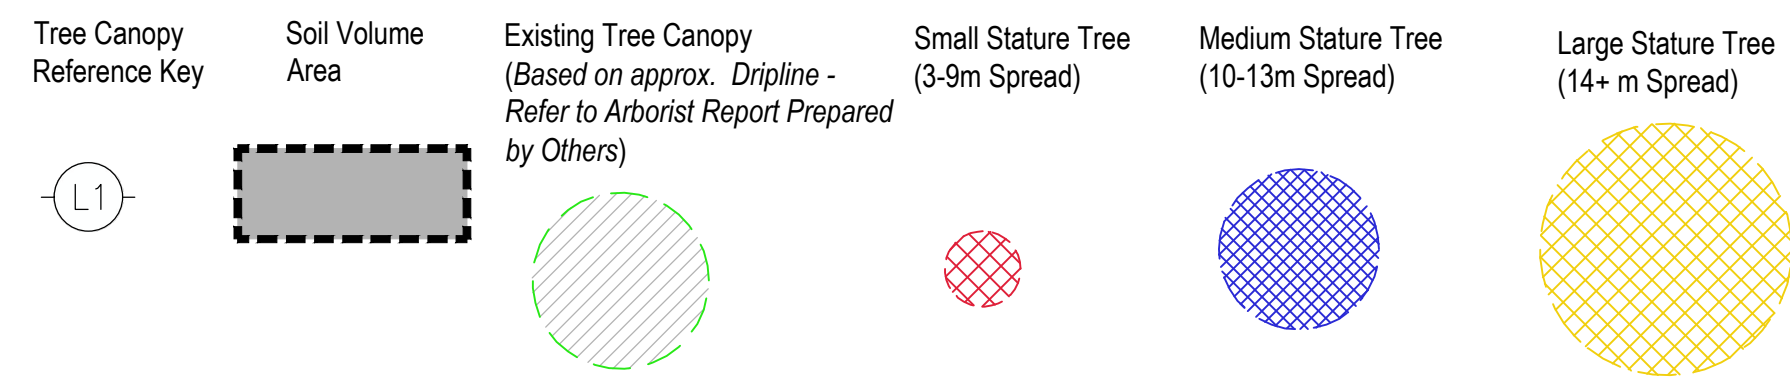 Tree Canopy
Reference Key
Soil Volume
Area
Existing Tree Canopy
(Based on approx.  Dripline -
Refer to Arborist Report Prepared
by Others)
Small Stature Tree
(3-9m Spread)
Medium Stature Tree
(10-13m Spread)
Large Stature Tree
(14+ m Spread)
L1